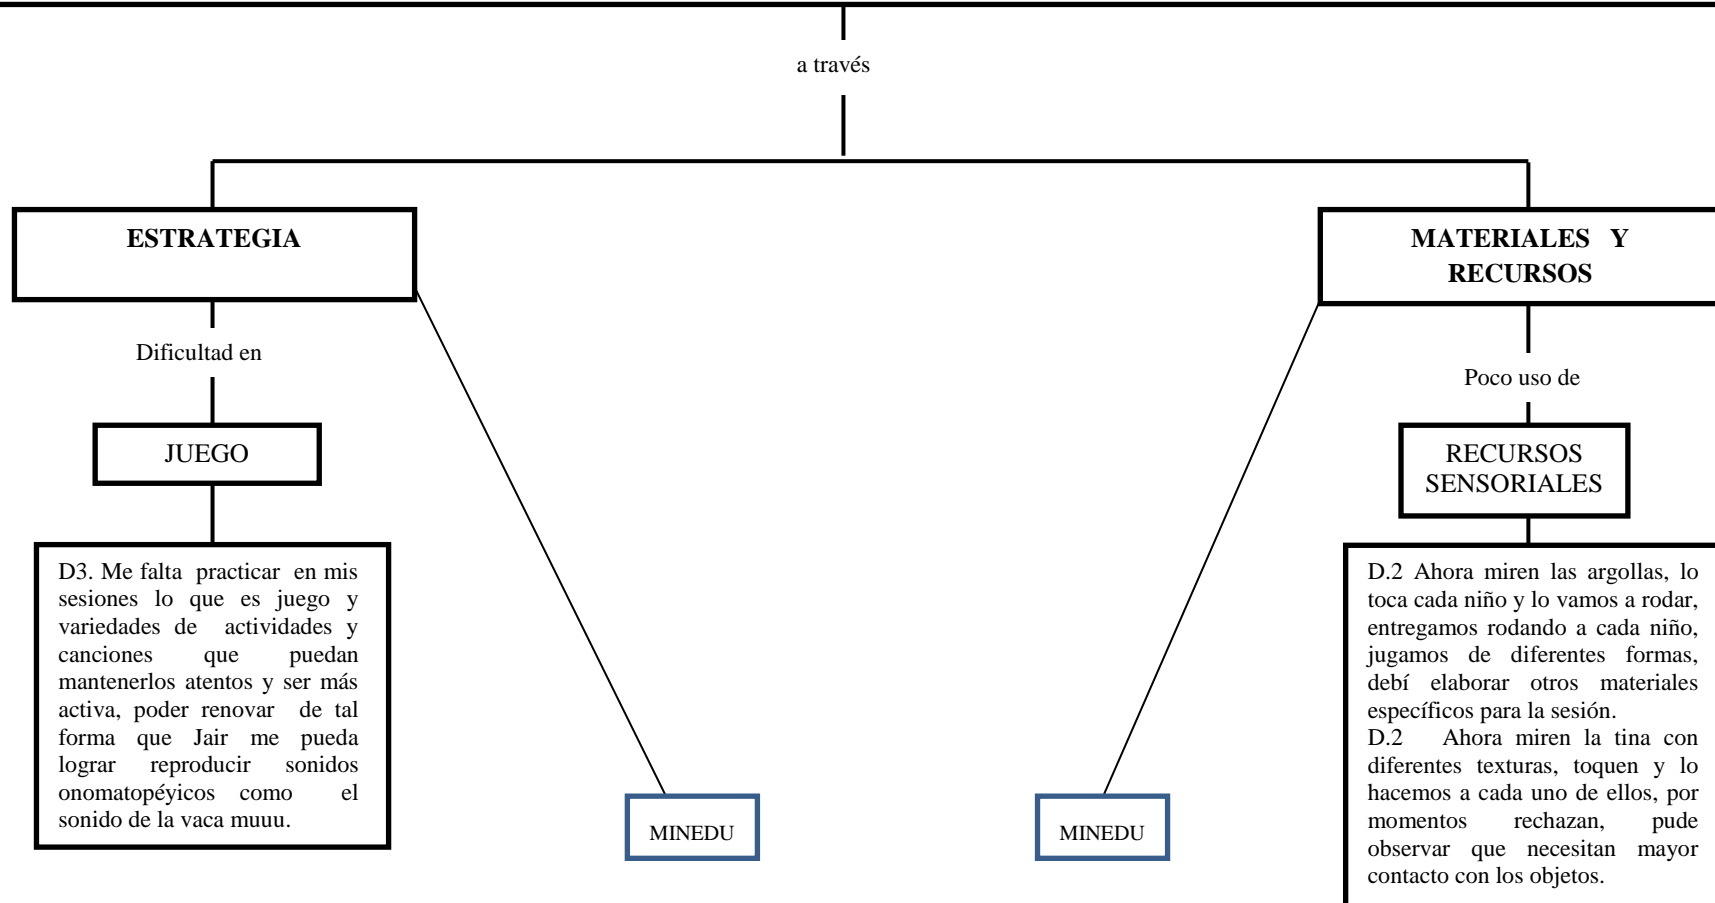 a través
ESTRATEGIA
Dificultad en
JUEGO
D3. Me falta practicar en mis
sesiones lo que es juego y
variedades de actividades y
canciones que puedan
mantenerlos atentos y ser más
activa, poder renovar de tal
forma que Jair me pueda
lograr reproducir sonidos
onomatopéyicos como el
sonido de la vaca muuu.
MINEDU
MINEDU
MATERIALES Y
RECURSOS
Poco uso de
RECURSOS
SENSORIALES
D.2 Ahora miren las argollas, lo
toca cada niño y lo vamos a rodar,
entregamos rodando a cada niño,
jugamos de diferentes formas,
debí elaborar otros materiales
específicos para la sesión.
D.2 Ahora miren la tina con
diferentes texturas, toquen y lo
hacemos a cada uno de ellos, por
momentos rechazan, pude
observar que necesitan mayor
contacto con los objetos.